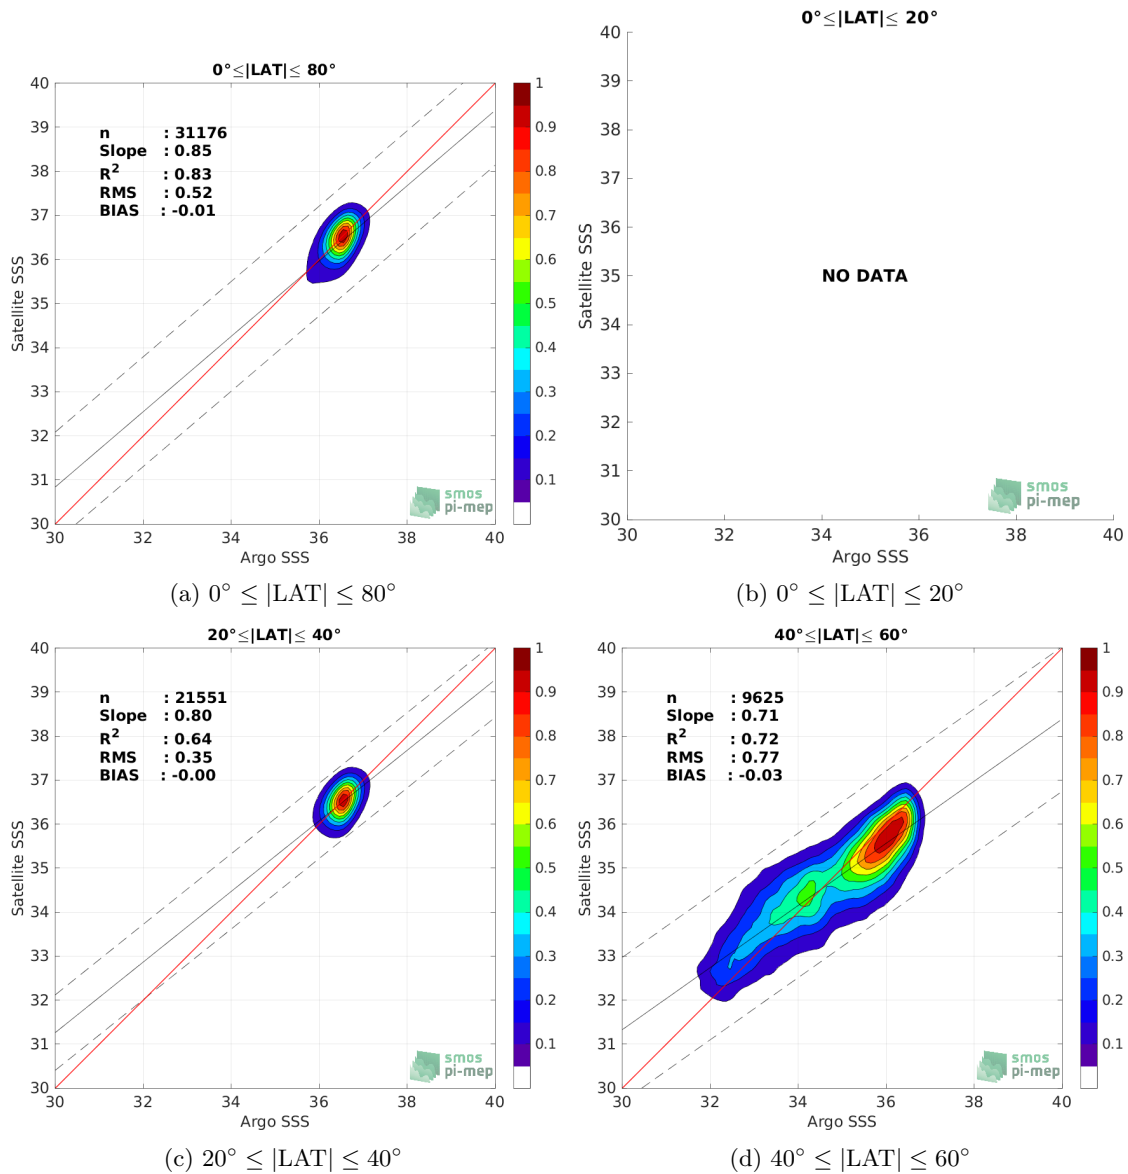 0°≤|LAT|≤ 80°
40
39
38
37
36
35
34
33
32
31
30
Satellite SSS
n : 31176
Slope : 0.85
R² : 0.83
RMS : 0.52
BIAS : -0.01
smos
pi-mep
30 32 34 36 38 40
Argo SSS
1
0.9
0.8
0.7
0.6
0.5
0.4
0.3
0.2
0.1
(a) 0° ≤ |LAT| ≤ 80°
0°≤|LAT|≤ 20°
40
39
38
37
36
35
34
33
32
31
30
Satellite SSS
NO DATA
smos
pi-mep
30 32 34 36 38 40
Argo SSS
(b) 0° ≤ |LAT| ≤ 20°
20°≤|LAT|≤ 40°
40
39
38
37
36
35
34
33
32
31
30
Satellite SSS
n : 21551
Slope : 0.80
R² : 0.64
RMS : 0.35
BIAS : -0.00
smos
pi-mep
30 32 34 36 38 40
Argo SSS
1
0.9
0.8
0.7
0.6
0.5
0.4
0.3
0.2
0.1
(c) 20° ≤ |LAT| ≤ 40°
40°≤|LAT|≤ 60°
40
39
38
37
36
35
34
33
32
31
30
Satellite SSS
n : 9625
Slope : 0.71
R² : 0.72
RMS : 0.77
BIAS : -0.03
smos
pi-mep
30 32 34 36 38 40
Argo SSS
1
0.9
0.8
0.7
0.6
0.5
0.4
0.3
0.2
0.1
(d) 40° ≤ |LAT| ≤ 60°